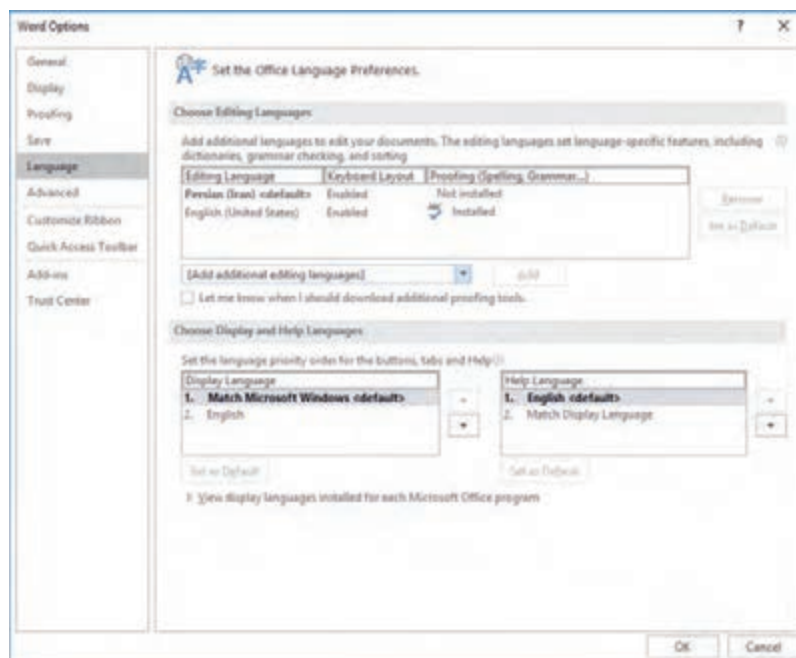 Word Options
General
Display
Proofing
Save
Language
Advanced
Customize Ribbon
Quick Access Toolbar
Add-ins
Trust Center
Set the Office Language Preferences.
Choose Editing Languages
Add additional languages to edit your documents. The editing languages set language-specific features, including
dictionaries, grammar checking, and sorting
Editing Language Keyboard Layout Proofing (Spelling, Grammar...)
Persian (Iran) <default> Enabled Not installed
English (United States) Enabled Installed
Remove
Set as Default
[Add additional editing languages] Add
Let me know when I should download additional proofing tools.
Choose Display and Help Languages
Set the language priority order for the buttons, tabs and Help
Display Language
1. Match Microsoft Windows <default>
2. English
Set as Default
Help Language
1. English <default>
2. Match Display Language
Set as Default
View display languages installed for each Microsoft Office program
OK Cancel